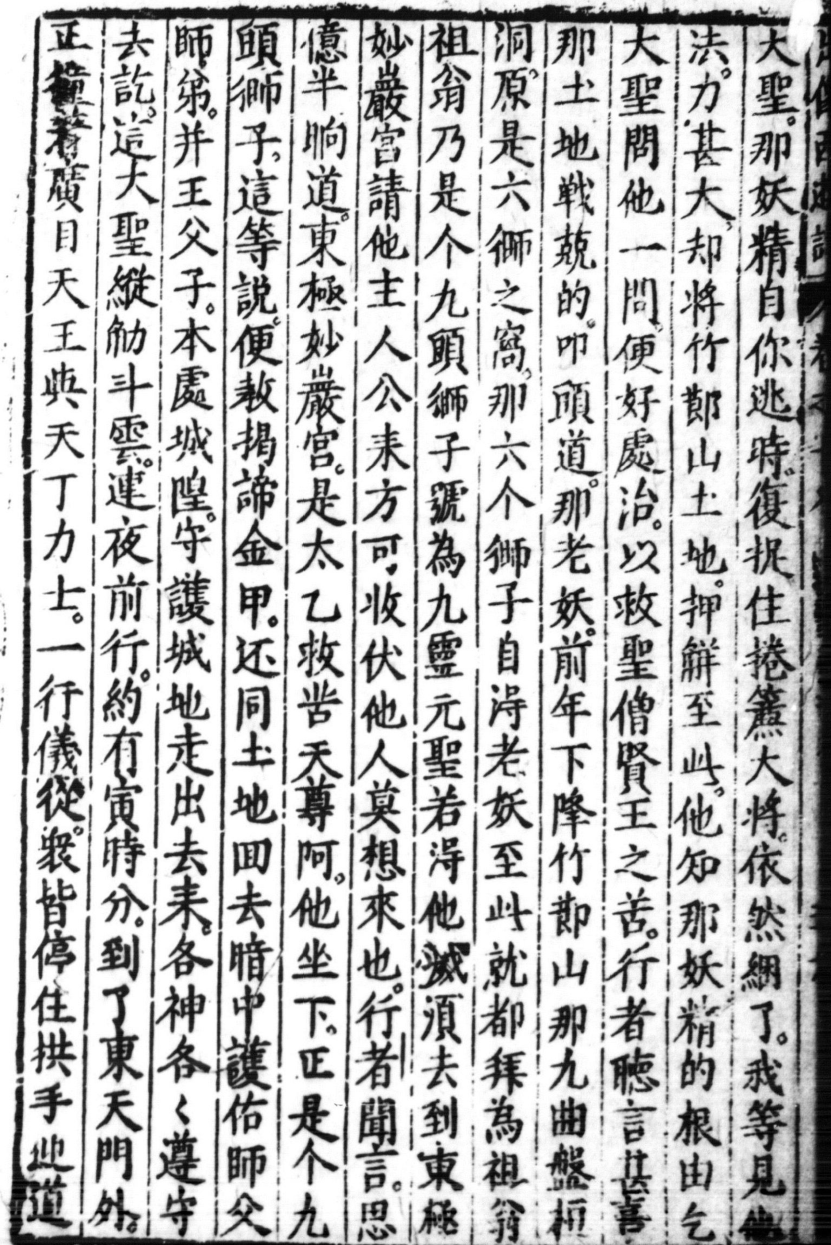 大聖。那妖精自你逃時。復捉住捲簾大將。依然綑了。我等見他
法力甚大。却將竹節山土地。押解至此。他知那妖精的根由乞
大聖問他一問。便好處治。以救聖僧賢王之苦。行者聽言甚喜
那土地戰兢的。叩頭道。那老妖。前年下降竹節山那九曲盤桓
洞。原是六獅之窩。那六个獅子自淂老妖至此就都拜為祖翁
祖翁乃是个九頭獅子號為九靈元聖若淂他滅須去到東極
妙巖宮請他主人公来方可收伏他人莫想來也。行者聞言。思
憶半晌道。東極妙巖宮。是太乙救苦天尊阿。他坐下。正是个九
頭獅子。這等說。便教揭諦金甲。还同土地回去暗中護佑師父
師弟。并王父子。本處城隍。守護城地走出去来。各神各〻遵守
去訖。這大聖縱觔斗雲。連夜前行。約有寅時分。到了東天門外。
正撞着廣目天王與天丁力士。一行儀從。衆皆停住拱手迎道